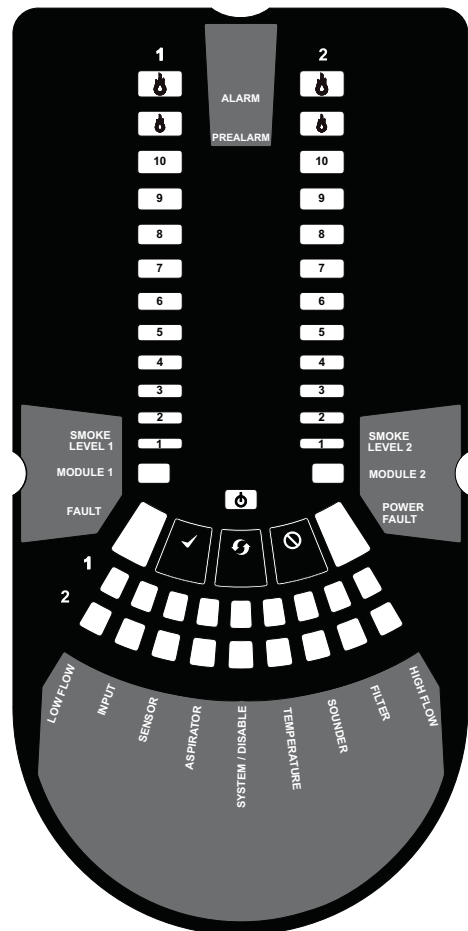 1 2
ALARM
PREALARM
10 10
9 9
8 8
7 7
6 6
5 5
4 4
3 3
2 2
1 1
SMOKE
LEVEL 1
MODULE 1
FAULT
SMOKE
LEVEL 2
MODULE 2
POWER
FAULT
1
2
LOW FLOW
INPUT
SENSOR
ASPIRATOR
SYSTEM / DISABLE
TEMPERATURE
SOUNDER
FILTER
HIGH FLOW